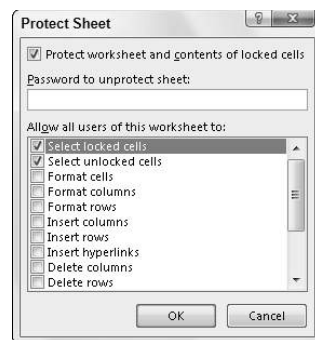 Protect Sheet
Protect worksheet and contents of locked cells
Password to unprotect sheet:
Allow all users of this worksheet to:
Select locked cells
Select unlocked cells
Format cells
Format columns
Format rows
Insert columns
Insert rows
Insert hyperlinks
Delete columns
Delete rows
OK Cancel